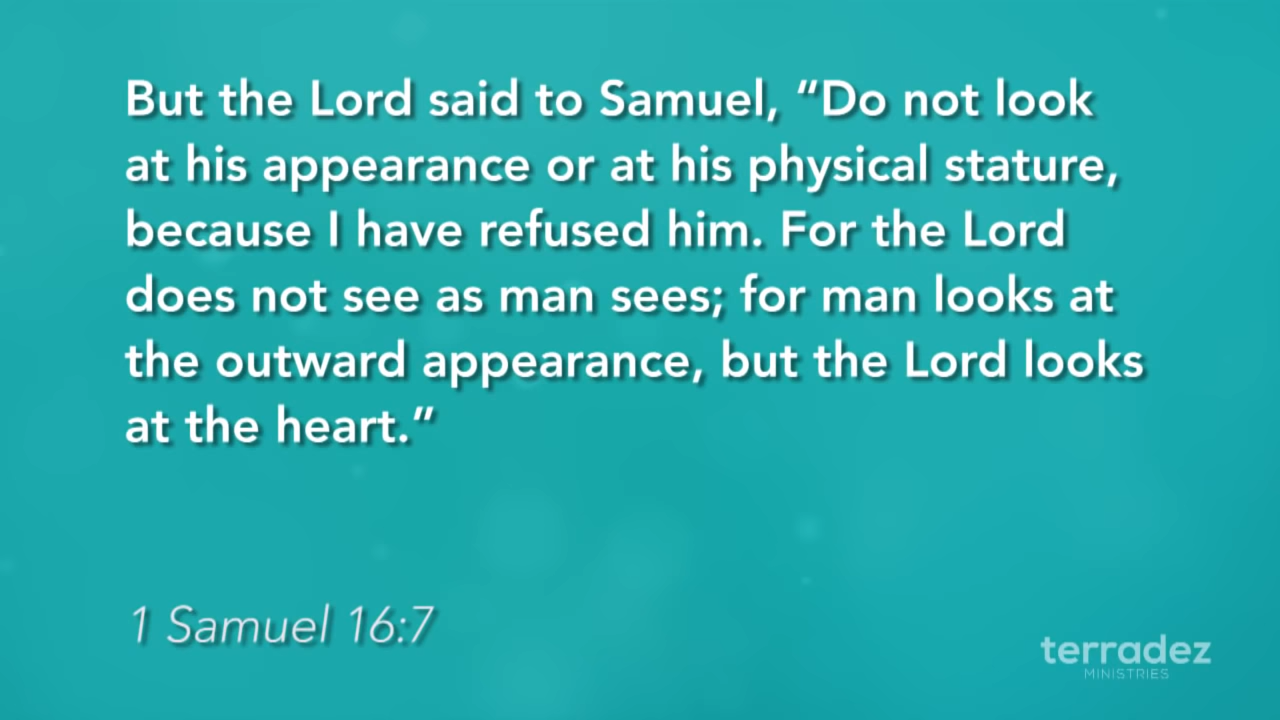 But the Lord said to Samuel, “Do not look
at his appearance or at his physical stature,
because I have refused him. For the Lord
does not see as man sees; for man looks at
the outward appearance, but the Lord looks
at the heart.”
1 Samuel 16:7
terradez
MINISTRIES